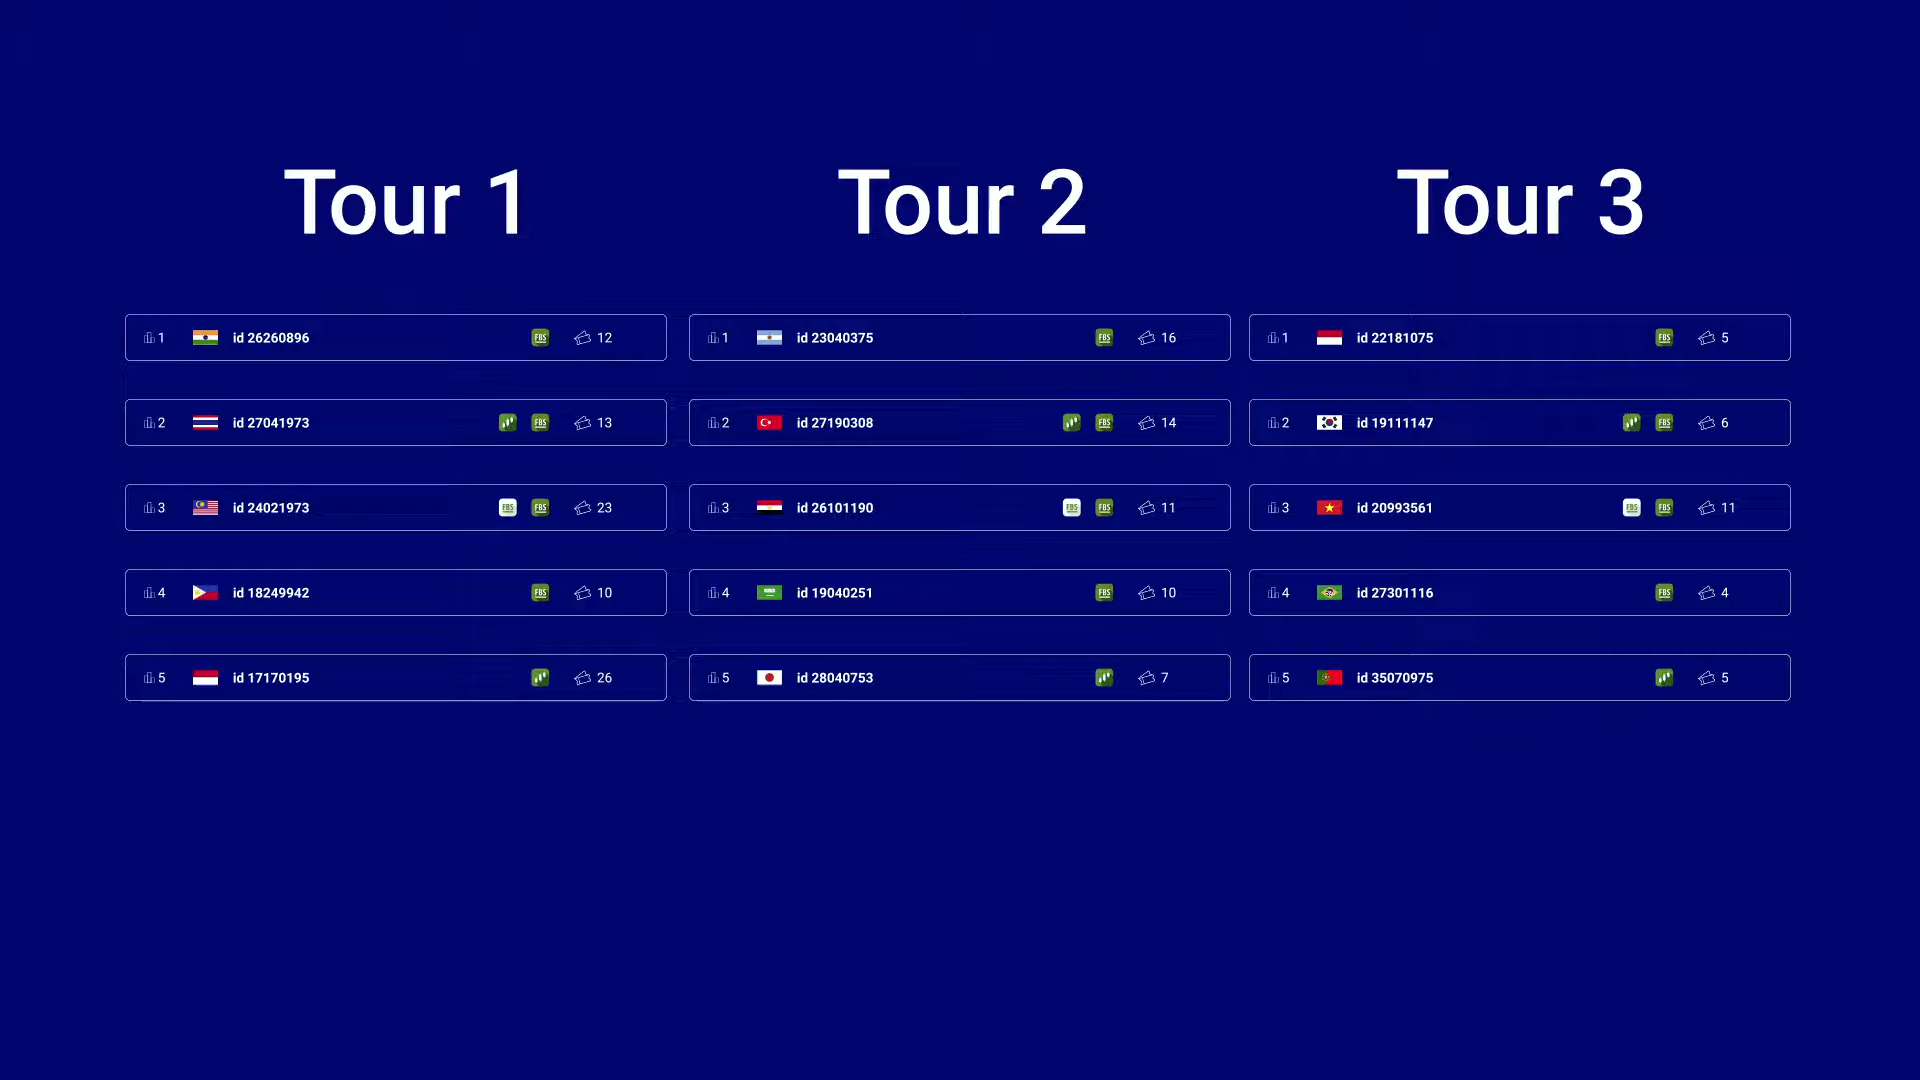 Tour 1
1 id 26260896 FBS 12
2 id 27041973 FBS 13
3 id 24021973 FBS FBS 23
4 id 18249942 FBS 10
5 id 17170195 26
Tour 2
1 id 23040375 FBS 16
2 id 27190308 FBS 14
3 id 26101190 FBS FBS 11
4 id 19040251 FBS 10
5 id 28040753 7
Tour 3
1 id 22181075 FBS 5
2 id 19111147 FBS 6
3 id 20993561 FBS FBS 11
4 id 27301116 FBS 4
5 id 35070975 5